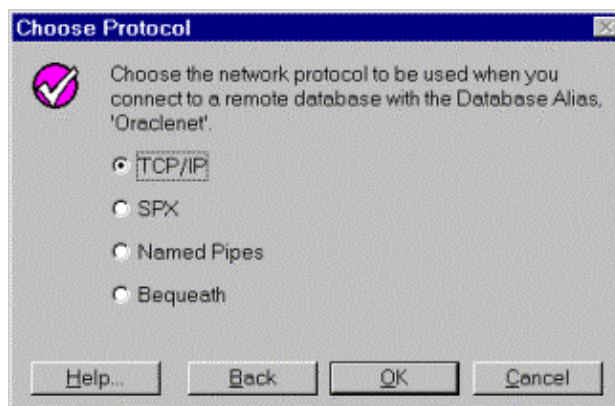 Choose Protocol
Choose the network protocol to be used when you
connect to a remote database with the Database Alias,
'Oraclenet'.
TCP/IP
SPX
Named Pipes
Bequeath
Help... Back OK Cancel